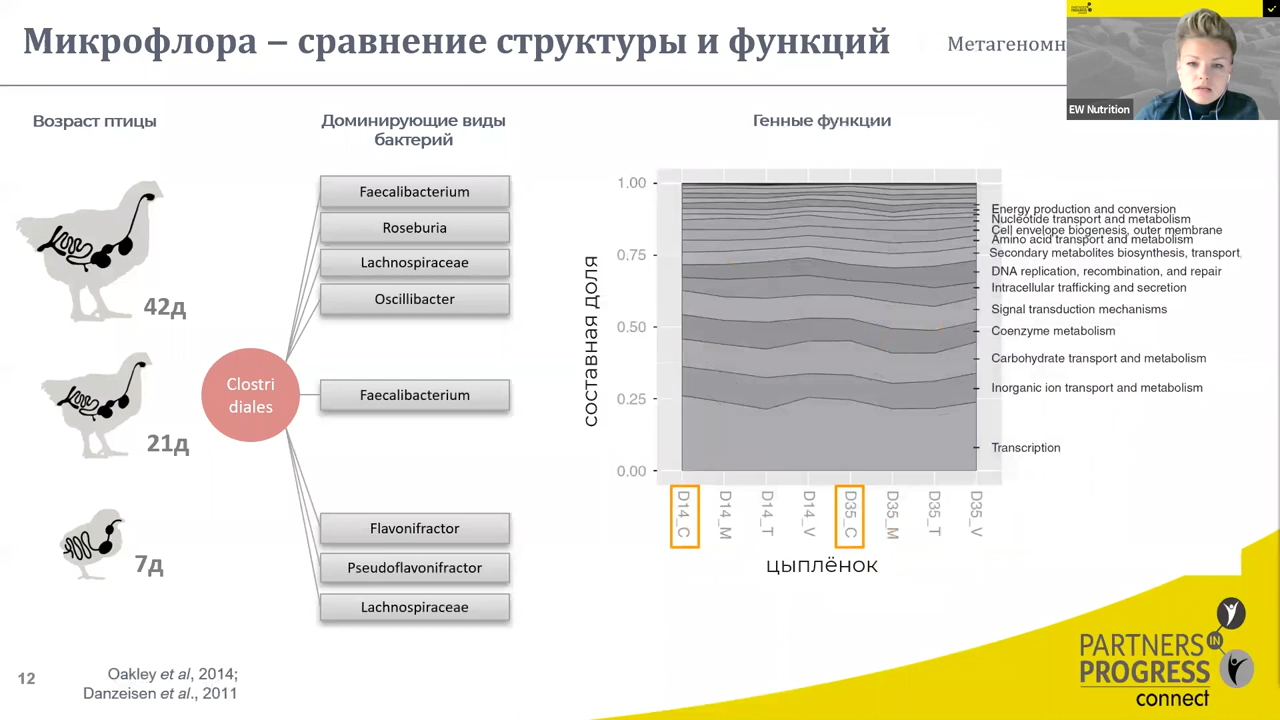 Микрофлора – сравнение структуры и функций
Метагеномн
EW Nutrition
Возраст птицы
42д
21д
7д
Clostri
diales
Доминирующие виды
бактерий
Faecalibacterium
Roseburia
Lachnospiraceae
Oscillibacter
Faecalibacterium
Flavonifractor
Pseudoflavonifractor
Lachnospiraceae
Генные функции
составная доля
1.00
0.75
0.50
0.25
0.00
Energy production and conversion
Nucleotide transport and metabolism
Cell envelope biogenesis, outer membrane
Amino acid transport and metabolism
Secondary metabolites biosynthesis, transport
DNA replication, recombination, and repair
Intracellular trafficking and secretion
Signal transduction mechanisms
Coenzyme metabolism
Carbohydrate transport and metabolism
Inorganic ion transport and metabolism
Transcription
D14_C
D14_M
D14_T
D14_V
D35_C
D35_M
D35_T
D35_V
цыплёнок
12
Oakley et al, 2014;
Danzeisen et al., 2011
PARTNERS
IN
PROGRESS
connect